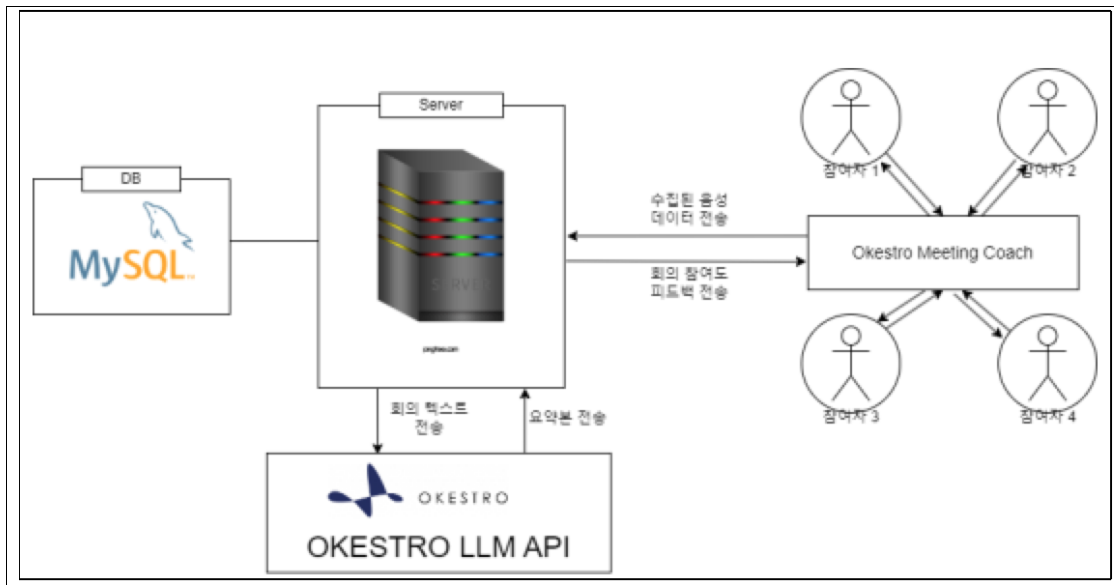 Server
DB
MySQL
TM
SERVER
참여자 1
참여자 2
수집된 음성
데이터 전송
Okestro Meeting Coach
회의 참여도
피드백 전송
참여자 3
참여자 4
회의 텍스트
전송
요약본 전송
OKESTRO
OKESTRO LLM API